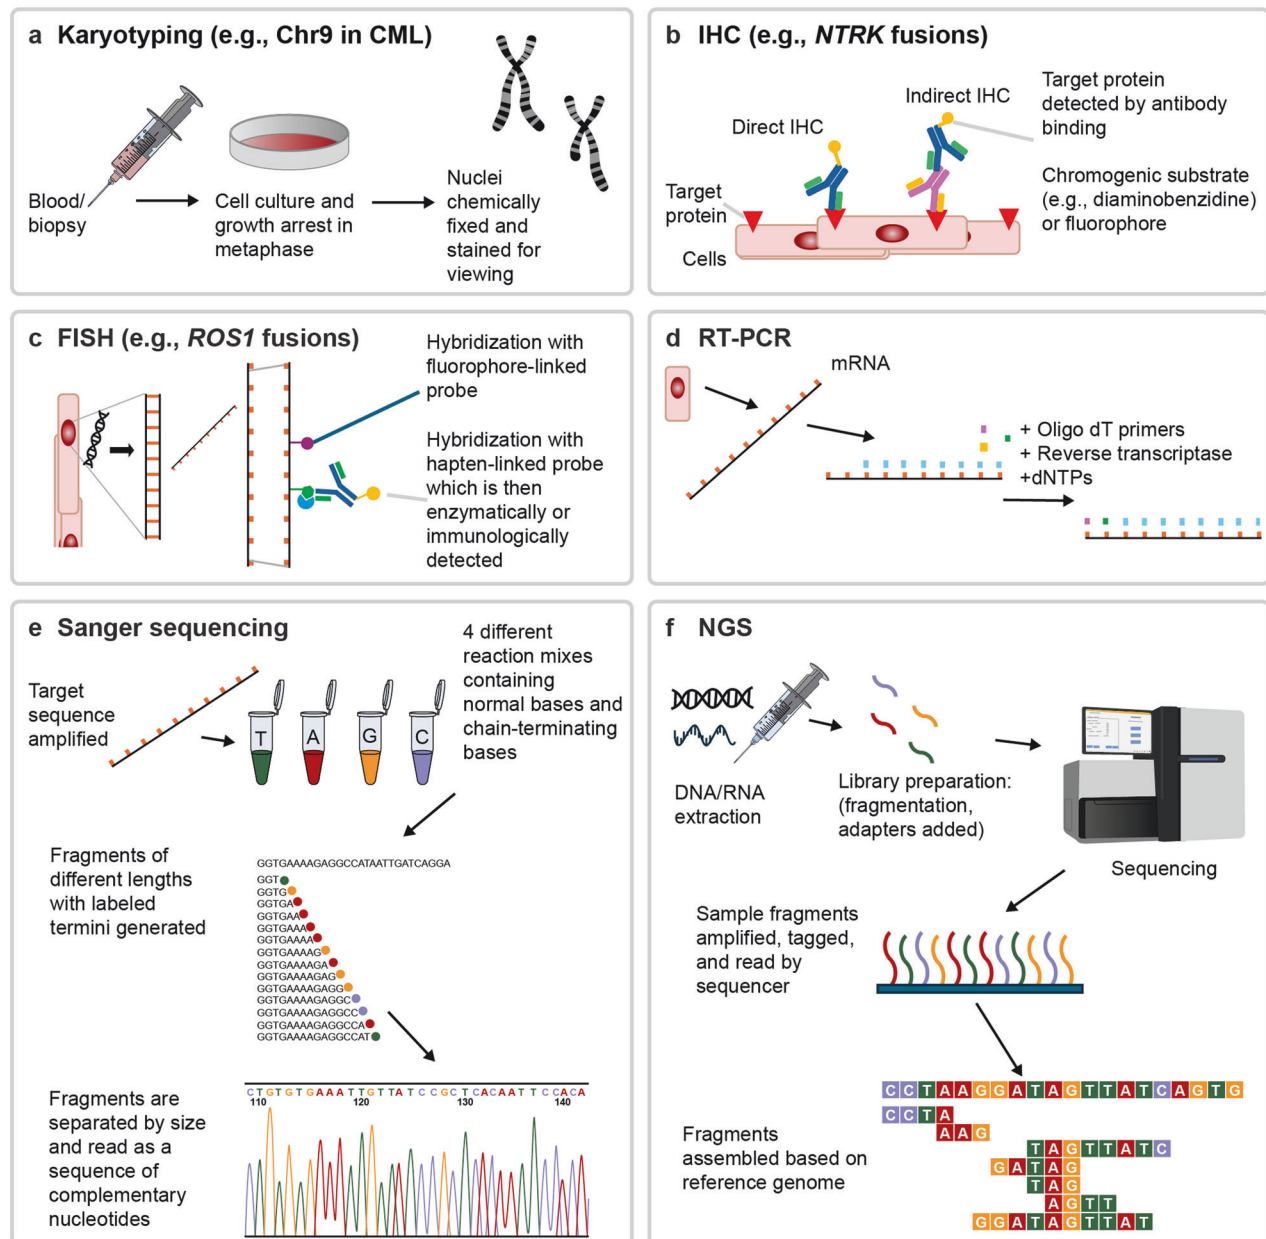 a Karyotyping (e.g., Chr9 in CML)
Blood/
biopsy
Cell culture and
growth arrest in
metaphase
Nuclei
chemically
fixed and
stained for
viewing
b IHC (e.g., NTRK fusions)
Direct IHC
Indirect IHC
Target protein
detected by antibody
binding
Chromogenic substrate
(e.g., diaminobenzidine)
or fluorophore
Target
protein
Cells
c FISH (e.g., ROS1 fusions)
Hybridization with
fluorophore-linked
probe
Hybridization with
hapten-linked probe
which is then
enzymatically or
immunologically
detected
d RT-PCR
mRNA
+ Oligo dT primers
+ Reverse transcriptase
+dNTPs
e Sanger sequencing
Target
sequence
amplified
T A G C
4 different
reaction mixes
containing
normal bases and
chain-terminating
bases
Fragments of
different lengths
with labeled
termini generated
GGTGAAAAGAGGCCATAATTGATCAGGA
GGT
GGTG
GGTGA
GGTGAA
GGTGAAA
GGTGAAAA
GGTGAAAAG
GGTGAAAAGA
GGTGAAAAGAG
GGTGAAAAGAGG
GGTGAAAAGAGGC
GGTGAAAAGAGGCC
GGTGAAAAGAGGCCA
GGTGAAAAGAGGCCAT
Fragments are
separated by size
and read as a
sequence of
complementary
nucleotides
CTGTGTGAAATTGTTATCCGCTCACAATTCCACA
110 120 130 140
f NGS
DNA/RNA
extraction
Library preparation:
(fragmentation,
adapters added)
Sequencing
Sample fragments
amplified, tagged,
and read by
sequencer
Fragments
assembled based on
reference genome
CCTAAGGATAGTTATCAGTG
CCTA
AAG
TAGTTATC
GATAG
TAG
AGTT
GGATAGTTAT